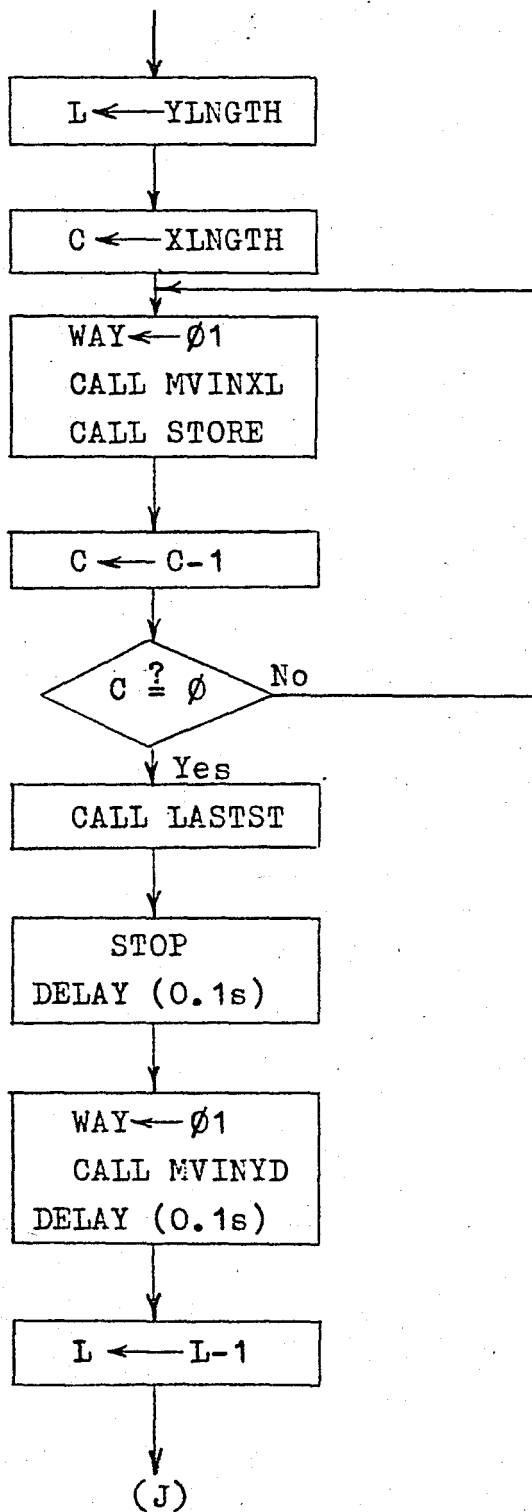 L ← YLNGTH
C ← XLNGTH
WAY ← Ø1
CALL MVINXL
CALL STORE
C ← C-1
C ≟ Ø
No
Yes
CALL LASTST
STOP
DELAY (0.1s)
WAY ← Ø1
CALL MVINYD
DELAY (0.1s)
L ← L-1
(J)